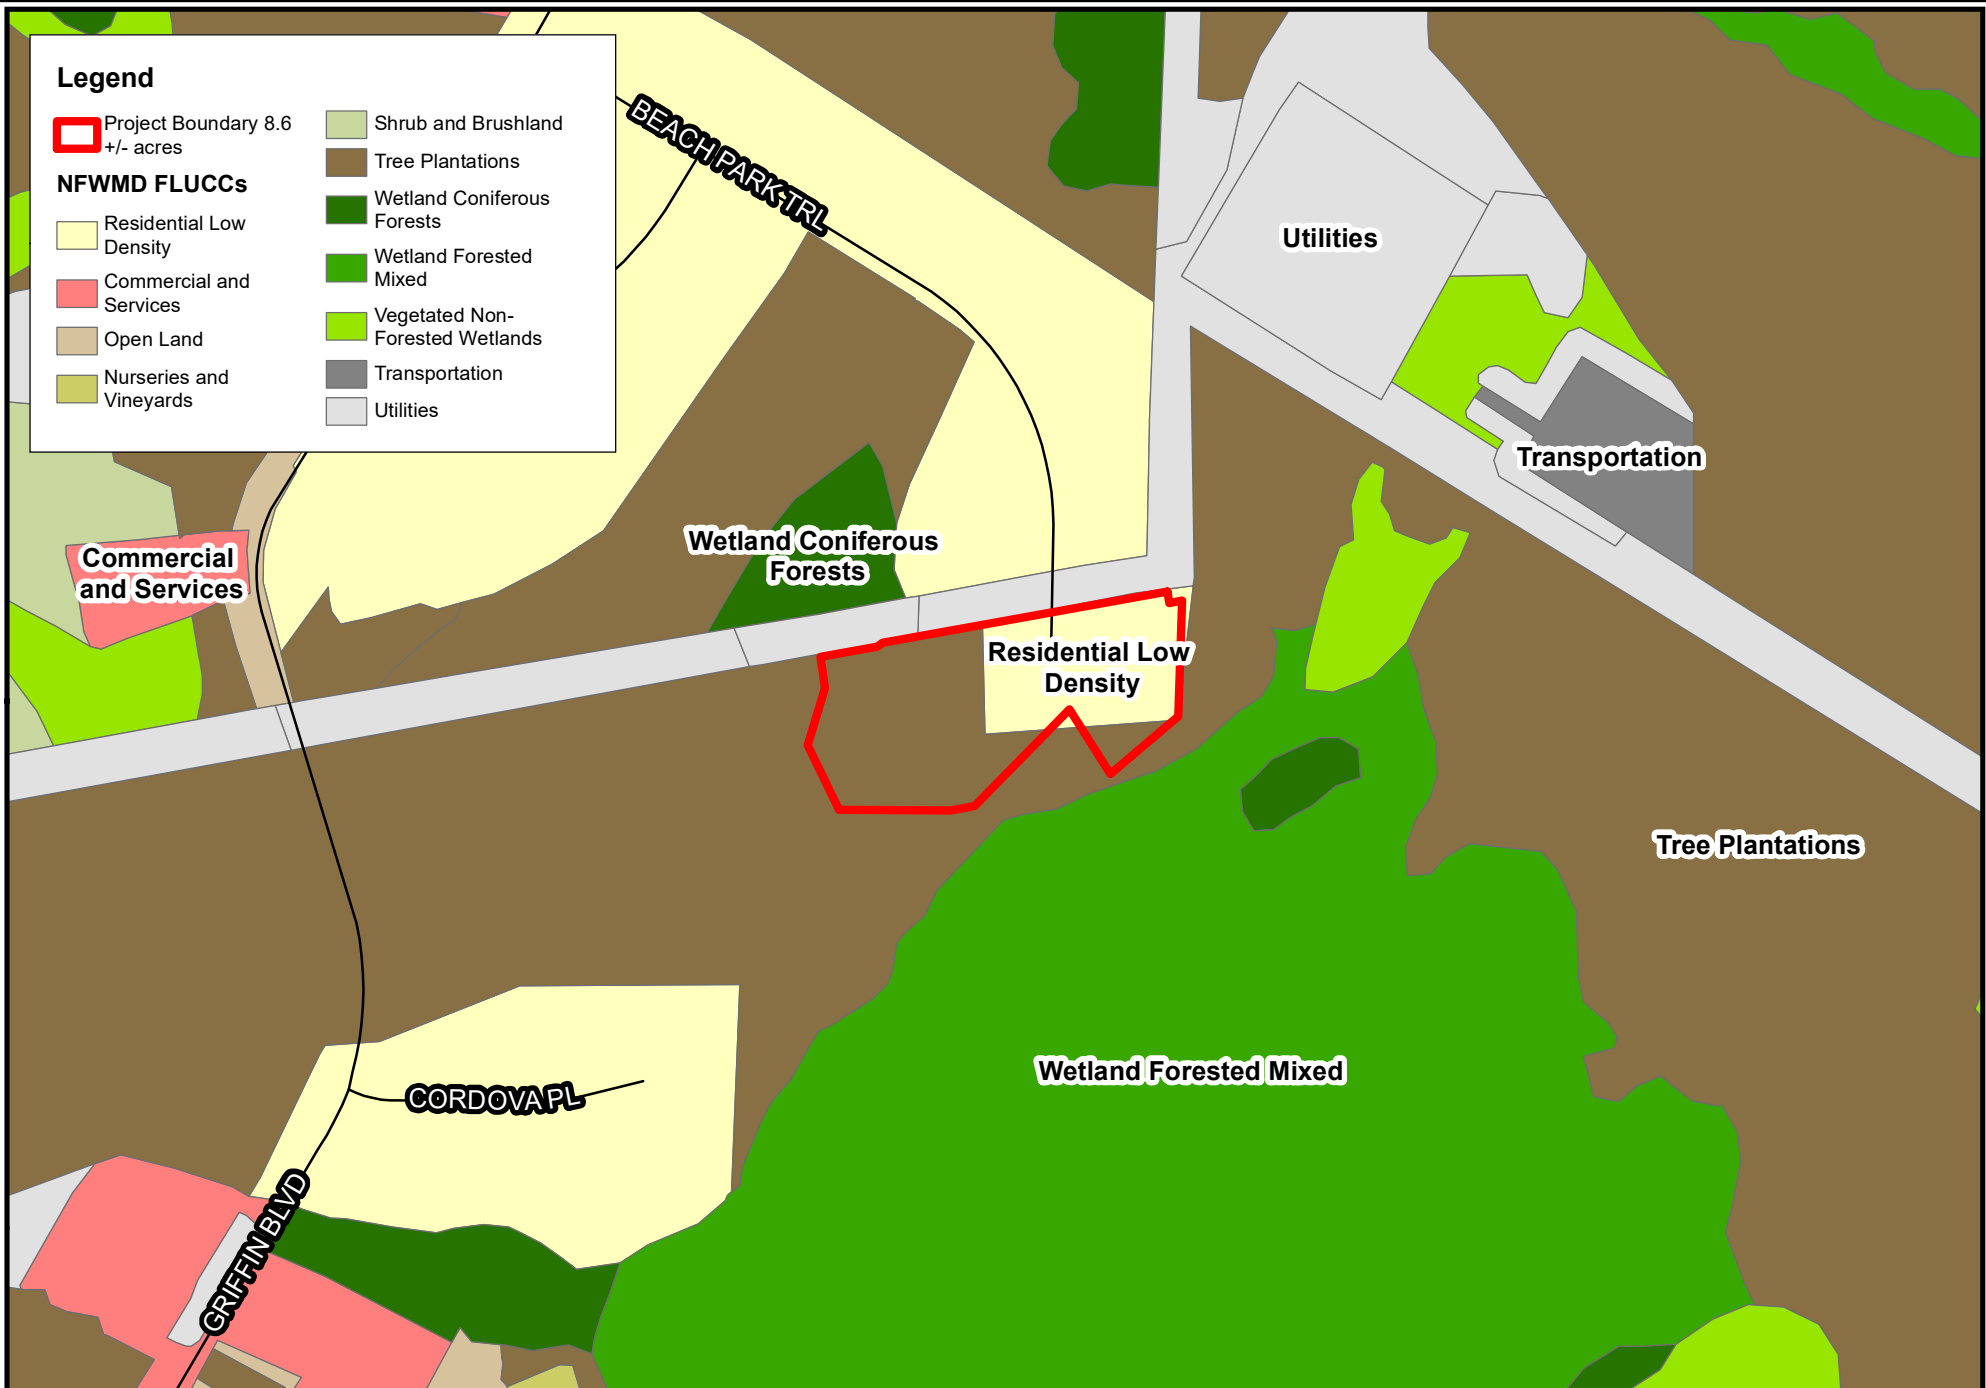 Legend
Project Boundary 8.6
+/- acres
NFWMD FLUCCs
Residential Low
Density
Commercial and
Services
Open Land
Nurseries and
Vineyards
Shrub and Brushland
Tree Plantations
Wetland Coniferous
Forests
Wetland Forested
Mixed
Vegetated Non-
Forested Wetlands
Transportation
Utilities
BEACH PARK TRL
Utilities
Transportation
Wetland Coniferous
Forests
Commercial
and Services
Residential Low
Density
Tree Plantations
Wetland Forested Mixed
CORDOVA PL
GRIFFIN BLVD